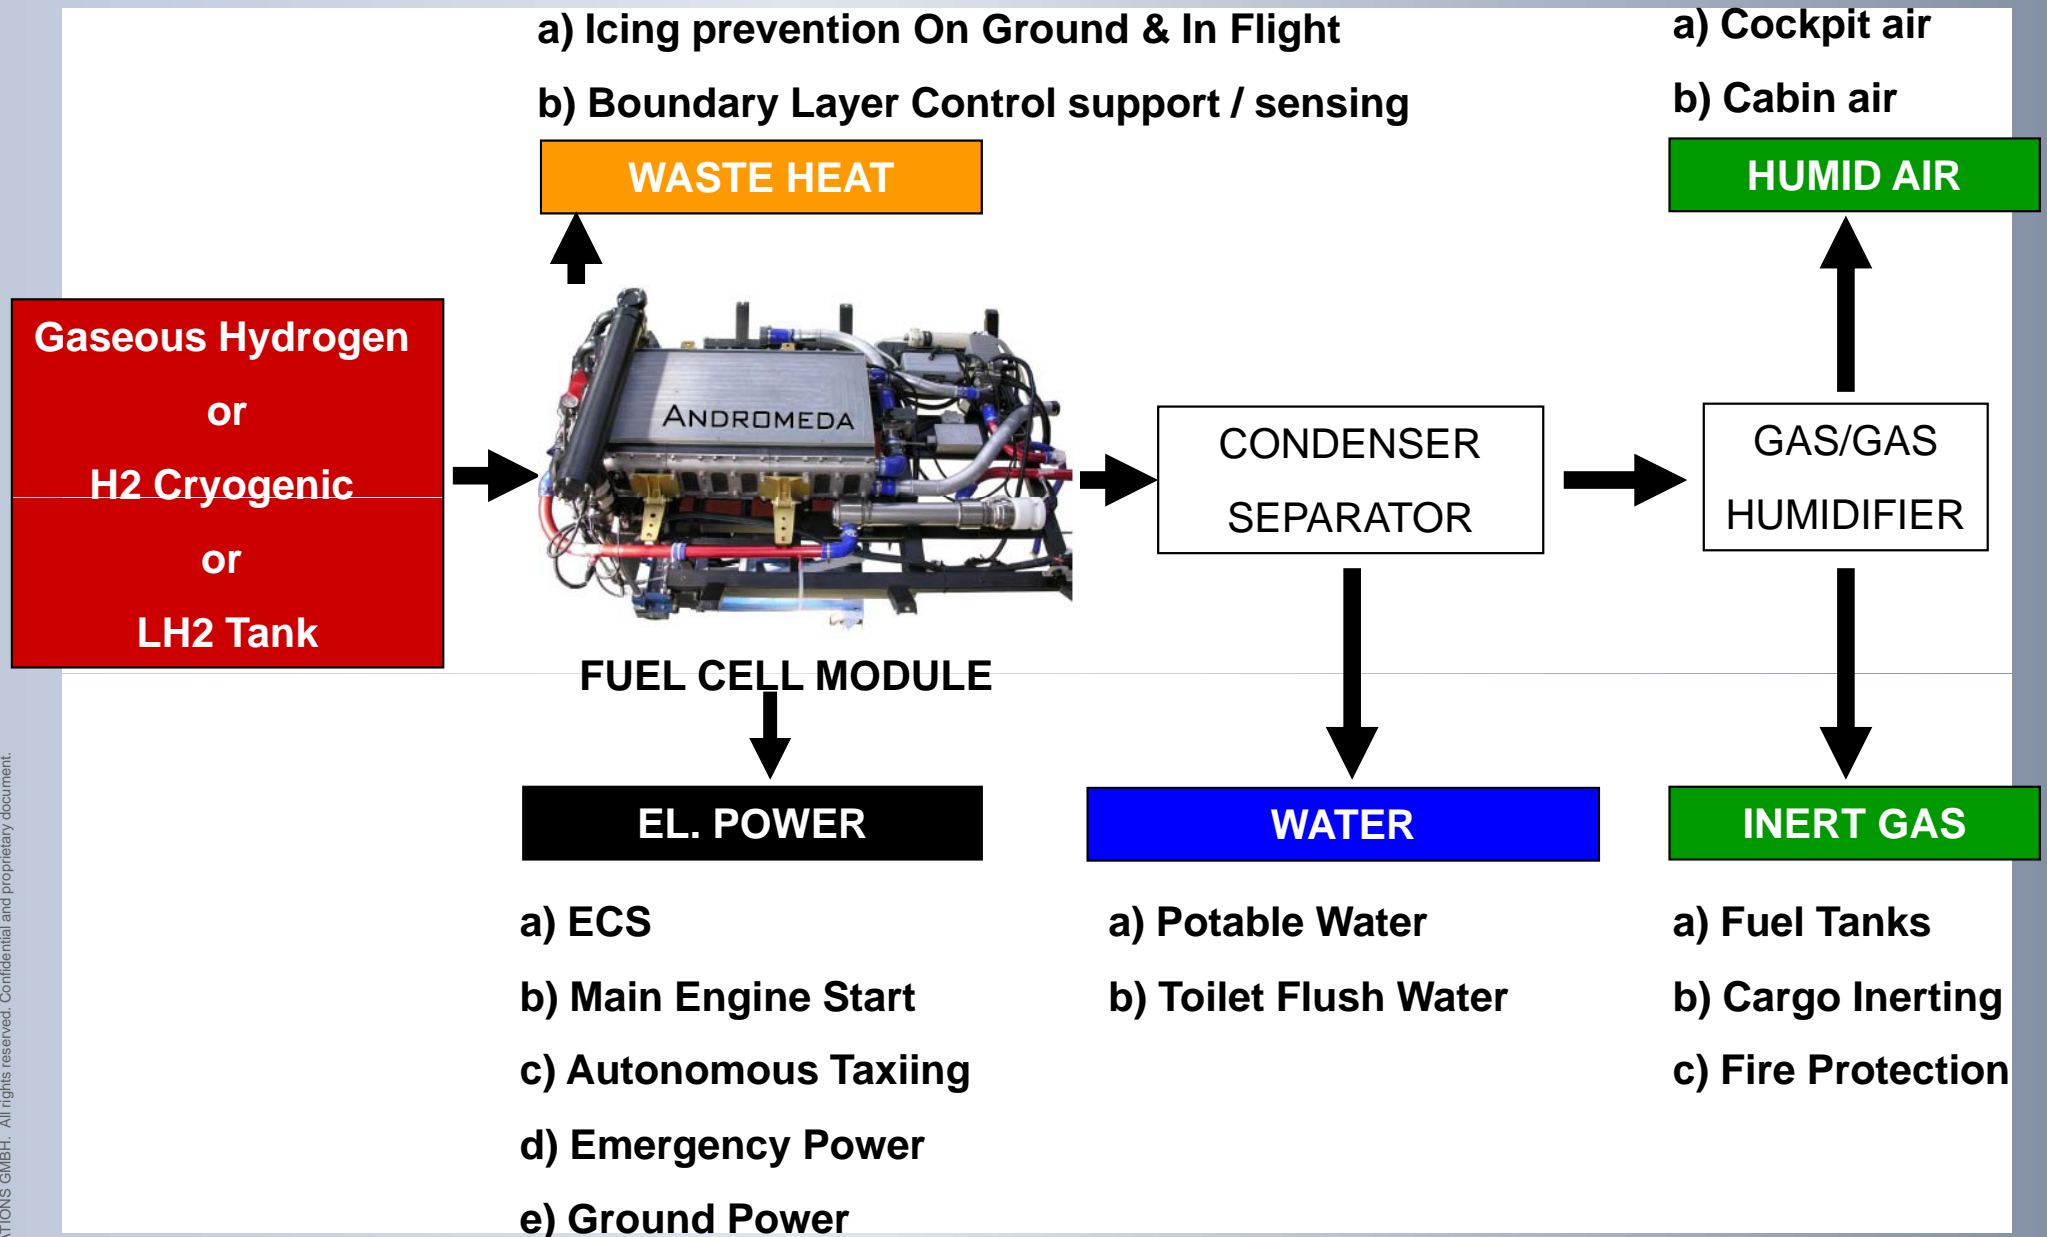 a) Icing prevention On Ground & In Flight
b) Boundary Layer Control support / sensing
WASTE HEAT
a) Cockpit air
b) Cabin air
HUMID AIR
Gaseous Hydrogen
or
H2 Cryogenic
or
LH2 Tank
ANDROMEDA
FUEL CELL MODULE
CONDENSER
SEPARATOR
GAS/GAS
HUMIDIFIER
EL. POWER
a) ECS
b) Main Engine Start
c) Autonomous Taxiing
d) Emergency Power
e) Ground Power
WATER
a) Potable Water
b) Toilet Flush Water
INERT GAS
a) Fuel Tanks
b) Cargo Inerting
c) Fire Protection
GMBH. All rights reserved. Confidential and proprietary document.